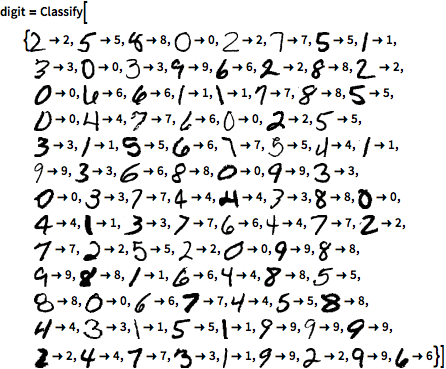 digit = Classify[
{2→2, 5→5, 8→8, 0→0, 2→2, 7→7, 5→5, 1→1,
3→3, 0→0, 3→3, 9→9, 6→6, 2→2, 8→8, 2→2,
0→0, 6→6, 6→6, 1→1, 1→1, 7→7, 8→8, 5→5,
0→0, 4→4, 7→7, 6→6, 0→0, 2→2, 5→5,
3→3, 1→1, 5→5, 6→6, 7→7, 5→5, 4→4, 1→1,
9→9, 3→3, 6→6, 8→8, 0→0, 9→9, 3→3,
0→0, 3→3, 7→7, 4→4, 4→4, 3→3, 8→8, 0→0,
4→4, 1→1, 3→3, 7→7, 6→6, 4→4, 7→7, 2→2,
7→7, 2→2, 5→5, 2→2, 0→0, 9→9, 8→8,
9→9, 8→8, 1→1, 6→6, 4→4, 8→8, 5→5,
8→8, 0→0, 6→6, 7→7, 4→4, 5→5, 8→8,
4→4, 3→3, 1→1, 5→5, 1→1, 9→9, 9→9, 9→9,
2→2, 4→4, 7→7, 3→3, 1→1, 9→9, 2→2, 9→9, 6→6}]